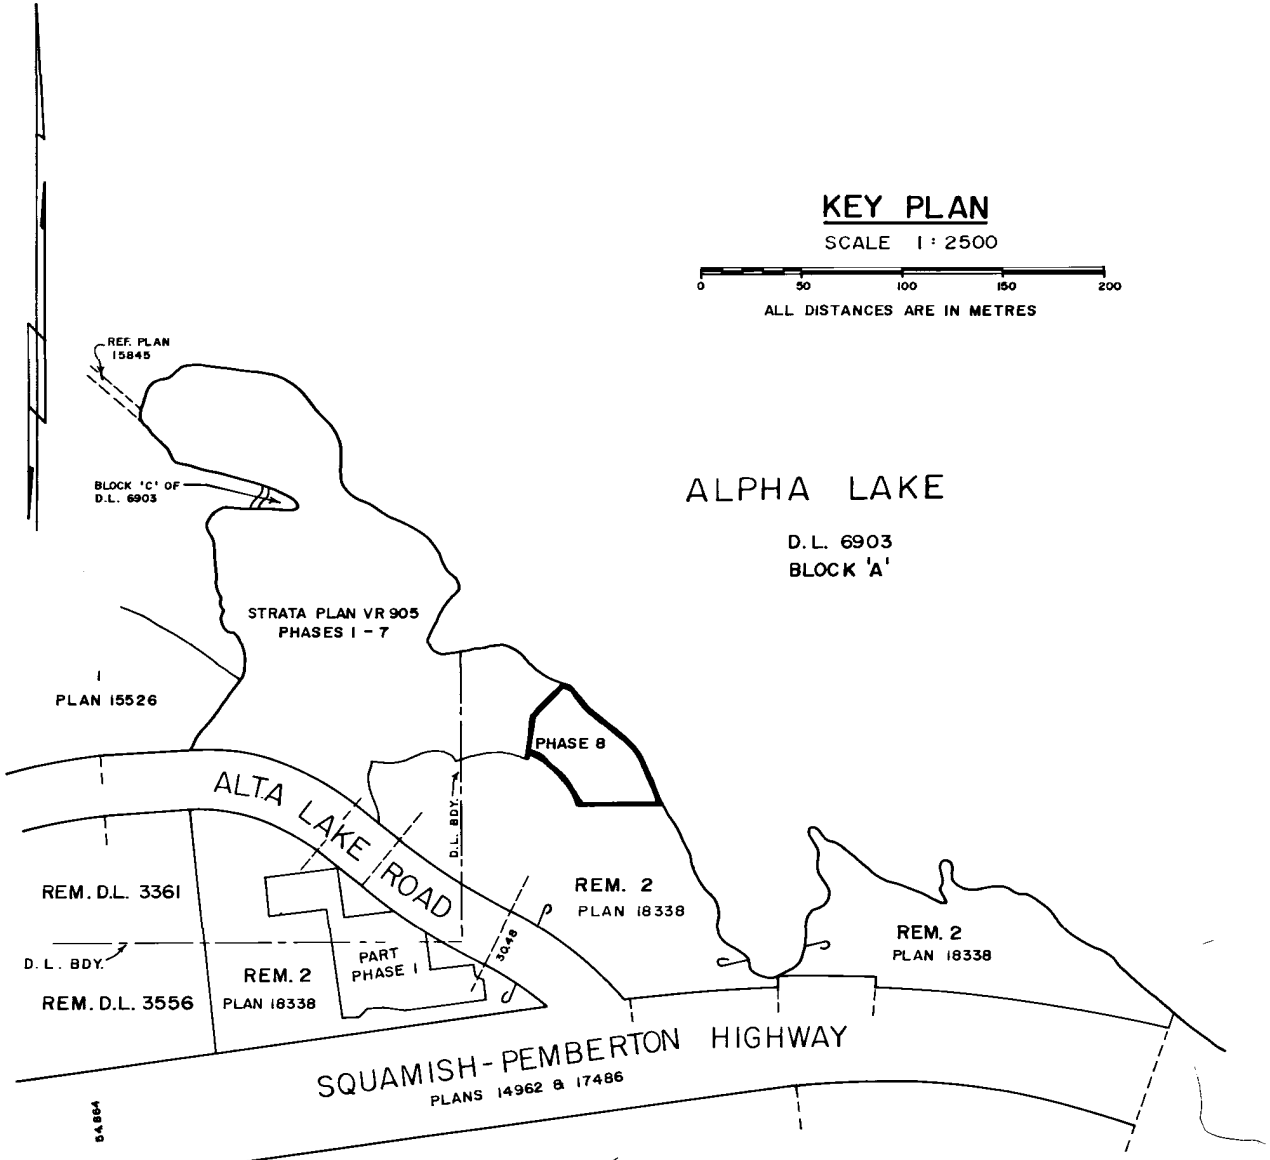 KEY PLAN
SCALE 1 : 2500
0 50 100 150 200
ALL DISTANCES ARE IN METRES
REF. PLAN
15845
BLOCK 'C' OF
D.L. 6903
ALPHA LAKE
D.L. 6903
BLOCK 'A'
STRATA PLAN VR 905
PHASES 1 - 7
1
PLAN 15526
PHASE 8
ALTA LAKE ROAD
D.L. BDY.
REM. D.L. 3361
REM. 2
PLAN 18338
REM. 2
PLAN 18338
D.L. BDY.
30.48
PART
PHASE 1
REM. 2
PLAN 18338
REM. D.L. 3556
SQUAMISH-PEMBERTON HIGHWAY
PLANS 14962 & 17486
54.864